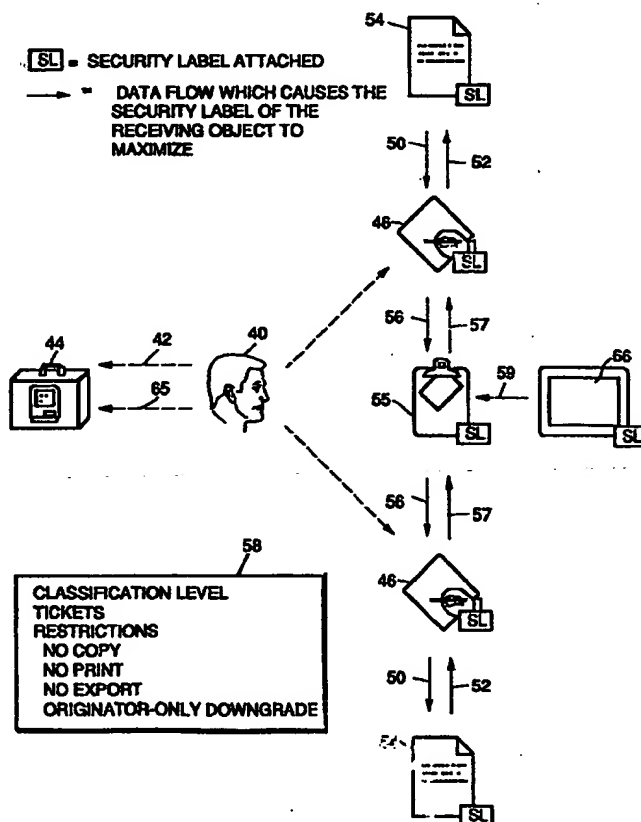 54
SL = SECURITY LABEL ATTACHED
SL
→ = DATA FLOW WHICH CAUSES THE
SECURITY LABEL OF THE
RECEIVING OBJECT TO
MAXIMIZE
50
52
46
SL
44
42
40
56
57
66
65
59
55
SL
SL
56
57
58
46
SL
CLASSIFICATION LEVEL
TICKETS
RESTRICTIONS
NO COPY
NO PRINT
NO EXPORT
ORIGINATOR-ONLY DOWNGRADE
50
52
54
SL